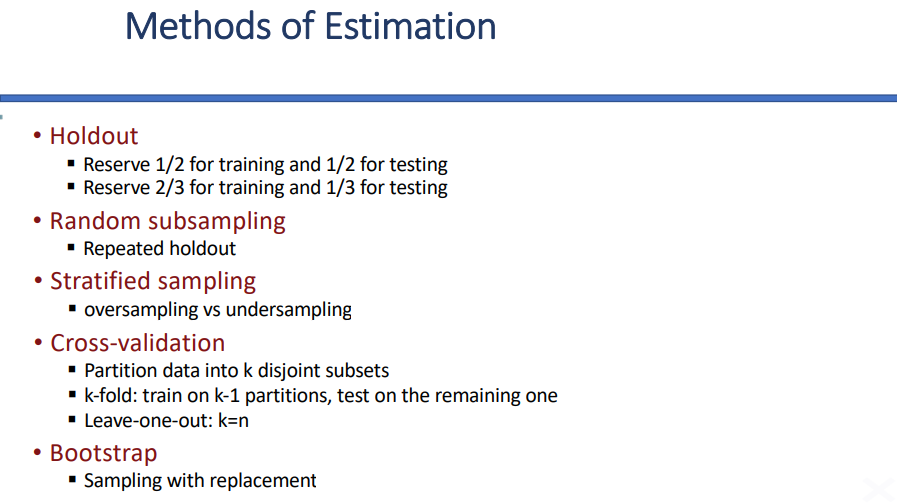 Methods of Estimation
• Holdout
▪ Reserve 1/2 for training and 1/2 for testing
▪ Reserve 2/3 for training and 1/3 for testing
• Random subsampling
▪ Repeated holdout
• Stratified sampling
▪ oversampling vs undersampling
• Cross-validation
▪ Partition data into k disjoint subsets
▪ k-fold: train on k-1 partitions, test on the remaining one
▪ Leave-one-out: k=n
• Bootstrap
▪ Sampling with replacement